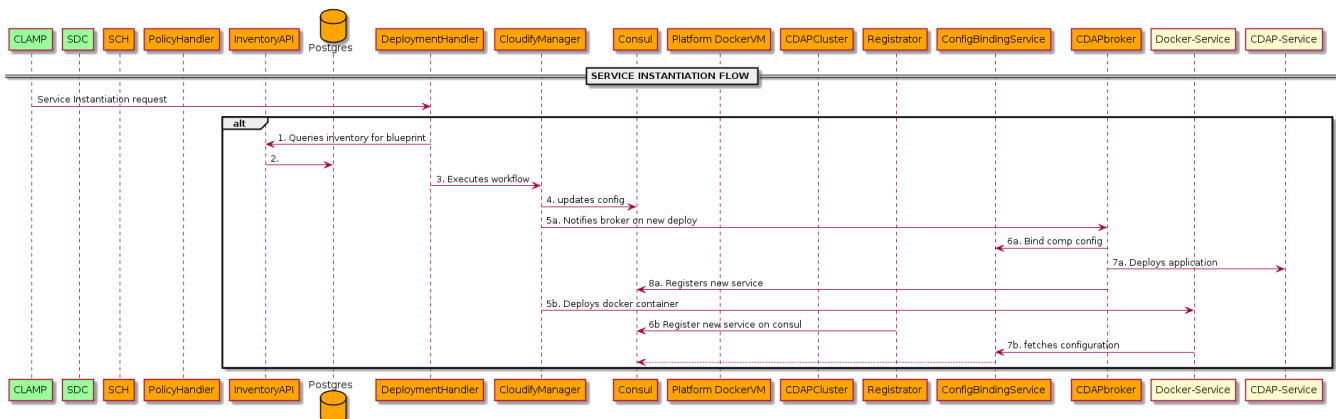 CLAMP
SDC
SCH
PolicyHandler
InventoryAPI
Postgres
DeploymentHandler
CloudifyManager
Consul
Platform DockerVM
CDAPCluster
Registrator
ConfigBindingService
CDAPbroker
Docker-Service
CDAP-Service
SERVICE INSTANTIATION FLOW
Service Instantiation request
alt
1. Queries inventory for blueprint
2.
3. Executes workflow
4. updates config
5a. Notifies broker on new deploy
6a. Bind comp config
7a. Deploys application
8a. Registers new service
5b. Deploys docker container
6b Register new service on consul
7b. fetches configuration
CLAMP
SDC
SCH
PolicyHandler
InventoryAPI
Postgres
DeploymentHandler
CloudifyManager
Consul
Platform DockerVM
CDAPCluster
Registrator
ConfigBindingService
CDAPbroker
Docker-Service
CDAP-Service